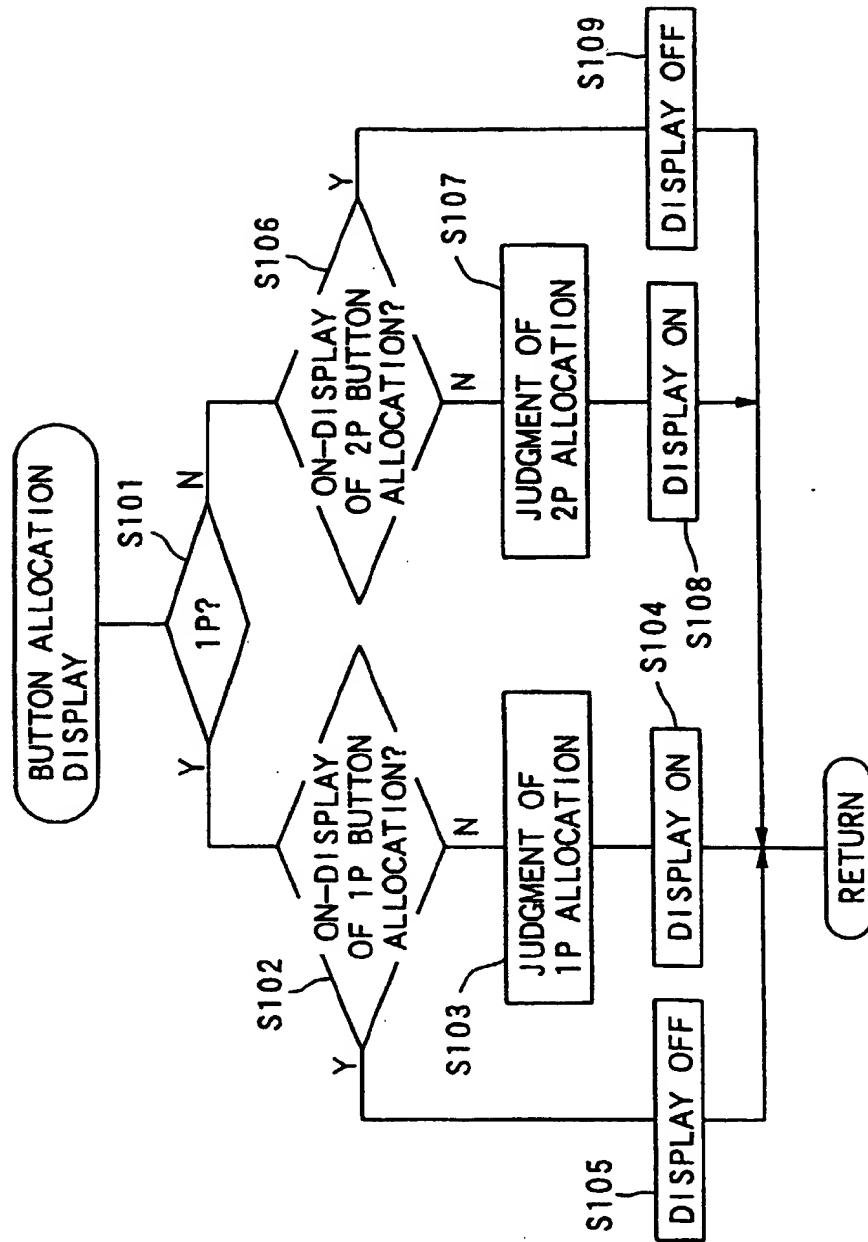 BUTTON ALLOCATION
DISPLAY
S101
1P?
Y
N
S102
ON-DISPLAY
OF 1P BUTTON
ALLOCATION?
Y
N
S106
ON-DISPLAY
OF 2P BUTTON
ALLOCATION?
Y
N
S103
JUDGMENT OF
1P ALLOCATION
S107
JUDGMENT OF
2P ALLOCATION
S105
DISPLAY OFF
S104
DISPLAY ON
S108
DISPLAY ON
S109
DISPLAY OFF
RETURN